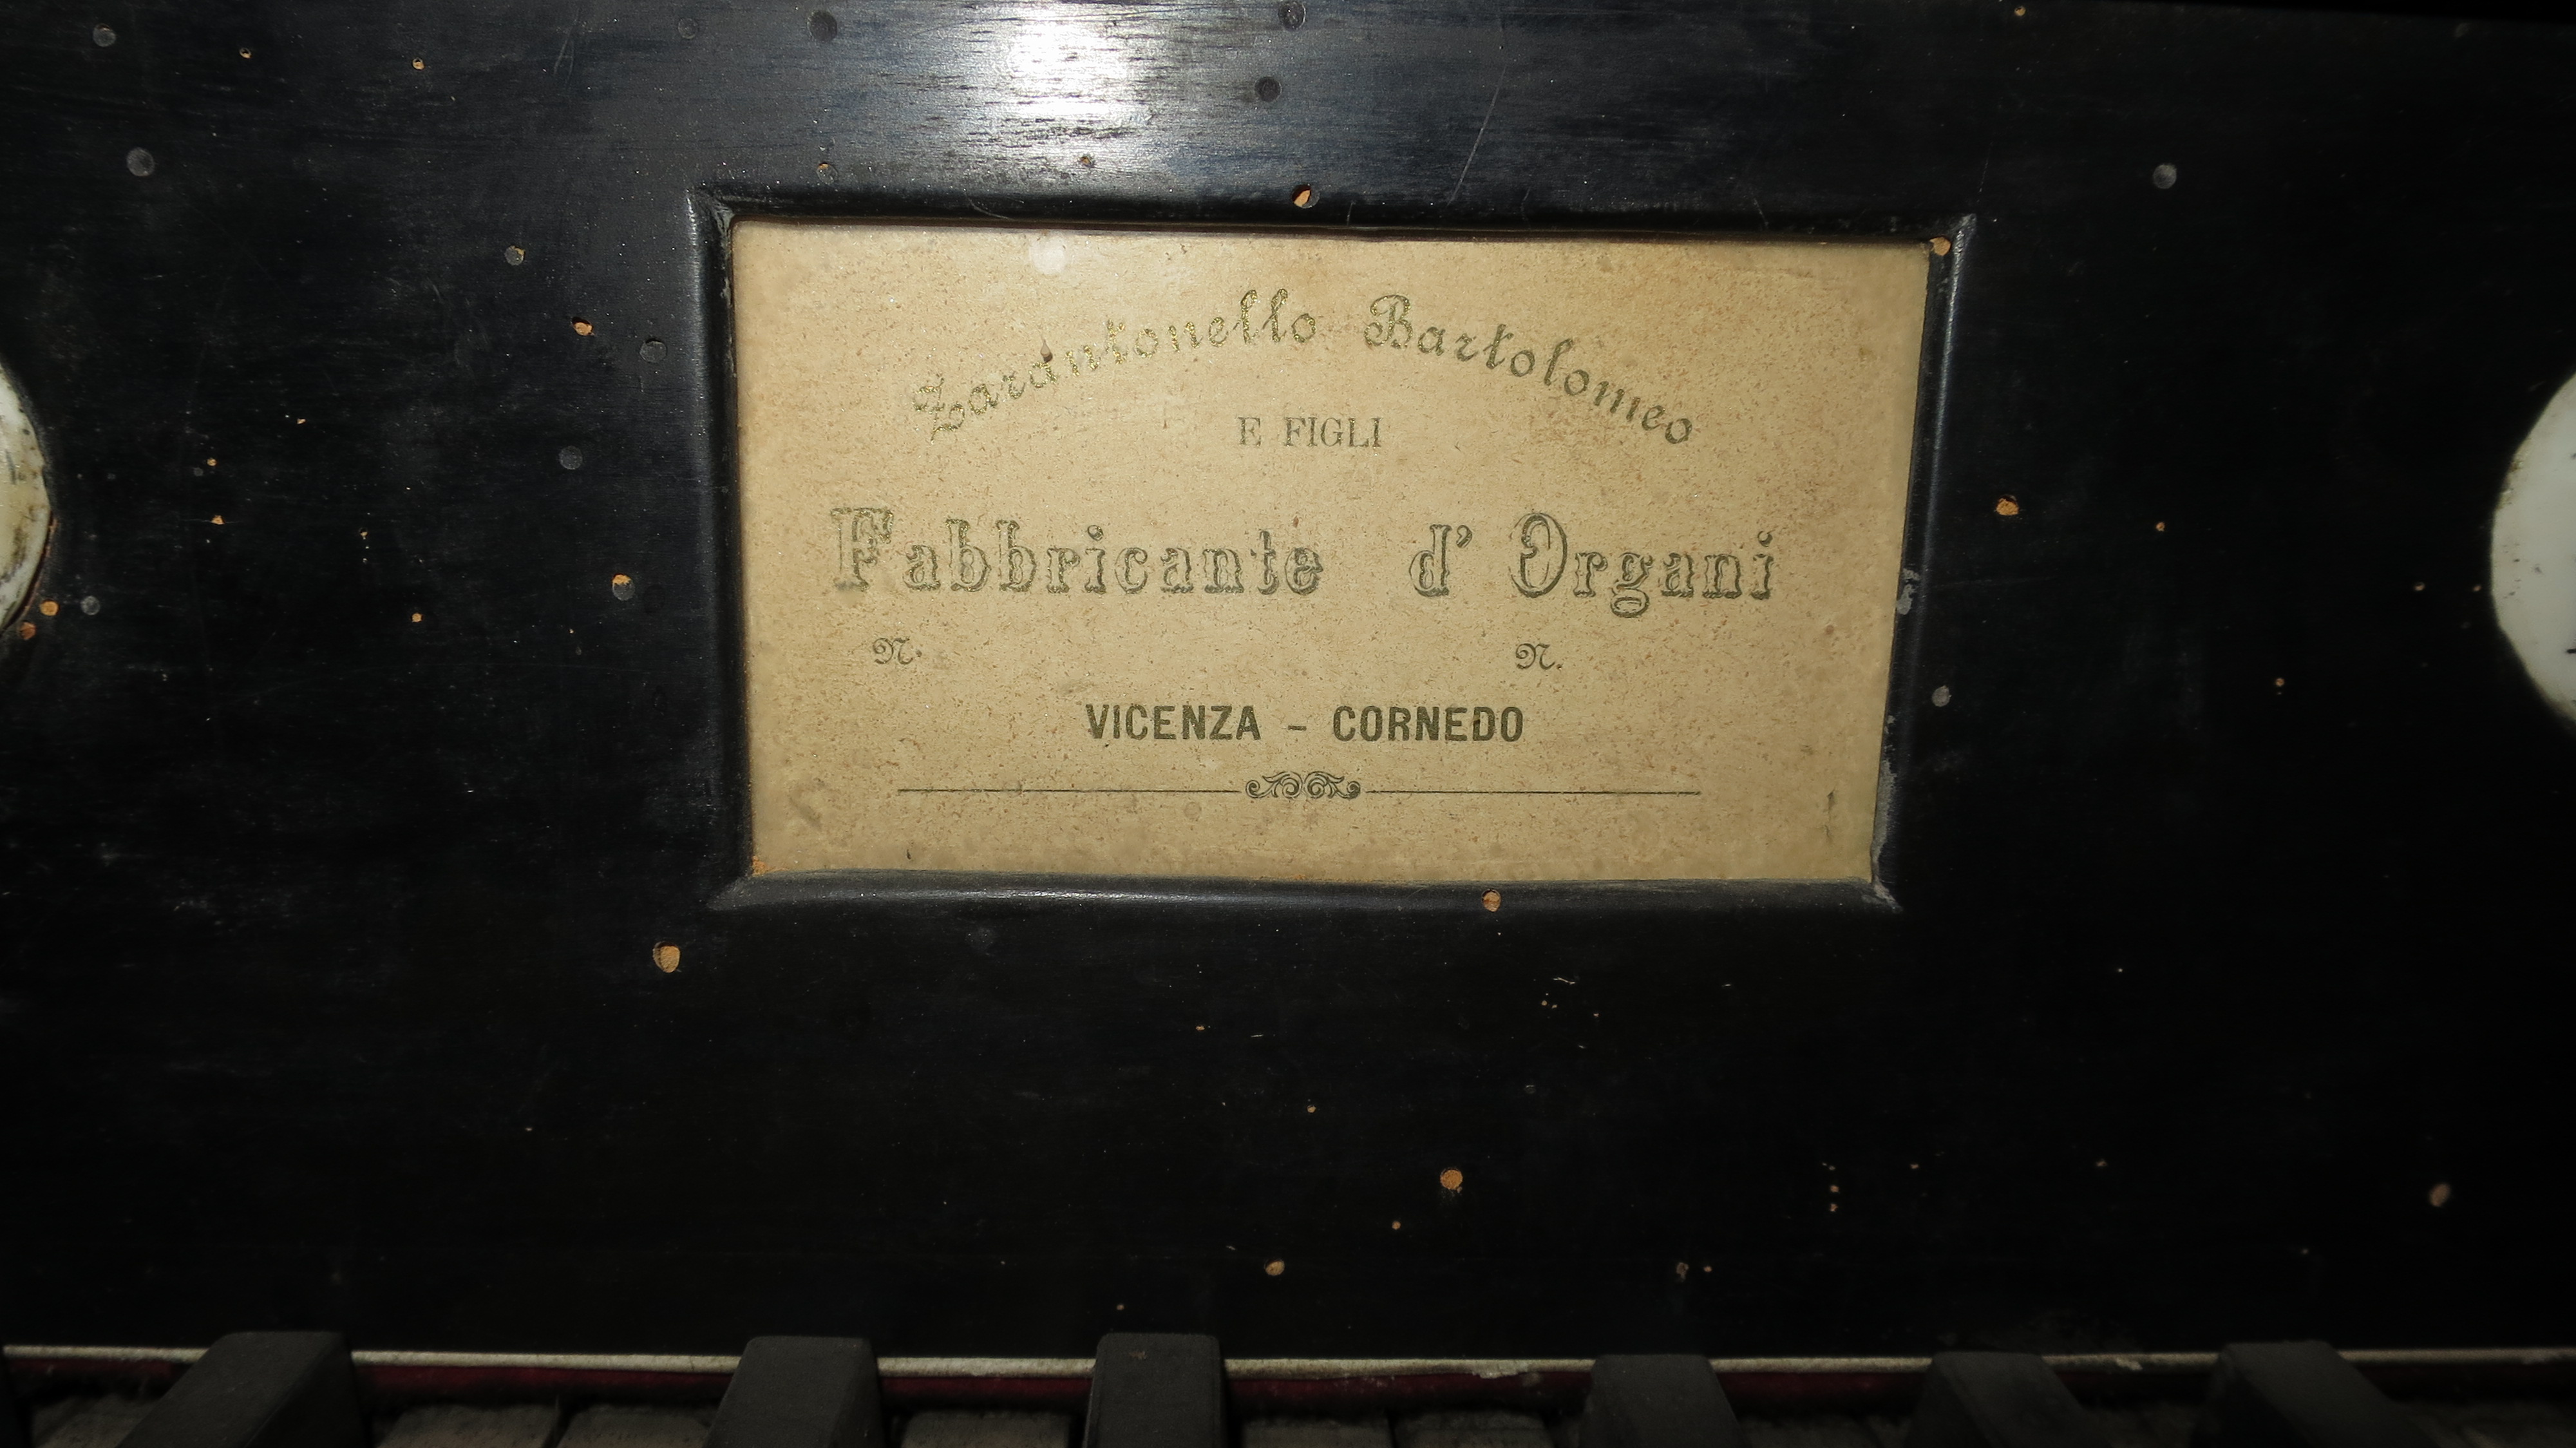 Zarantonello Bartolomeo
E FIGLI
Fabbricante d' Organi
N. N.
VICENZA - CORNEDO